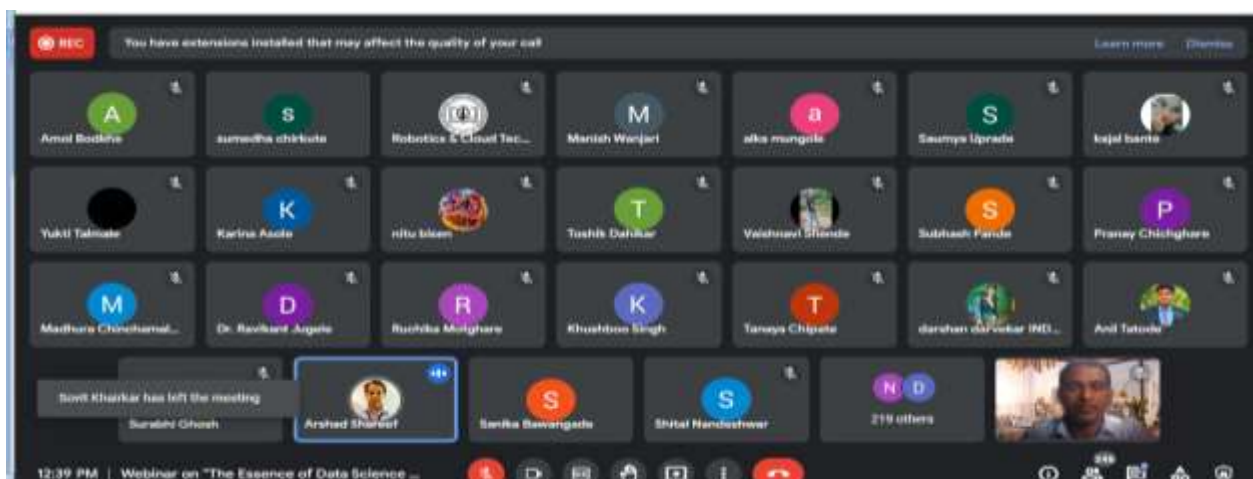 REC
You have extensions installed that may affect the quality of your call
Learn more
Dismiss
A
s
M
a
S
Amol Bodkhe
sumedha chirkute
Robotics & Cloud Tec...
Manish Wanjari
alka mungole
Saumya Uprade
kajal bante
K
T
S
P
Yukti Talmale
Karina Asole
nitu bisen
Toshik Dahikar
Vaishnavi Shende
Subhash Pande
Pranay Chichghare
M
D
R
K
T
Madhura Chinchamal...
Dr. Ravikant Jugele
Ruchika Motghare
Khushboo Singh
Tanaya Chipate
darshan darvekar IND...
Anil Tatode
Sovit Khairkar has left the meeting
S
S
N
D
Surabhi Ghosh
Arshad Shareef
Sanika Bawangade
Shital Nandeshwar
219 others
12:39 PM | Webinar on "The Essence of Data Science ...